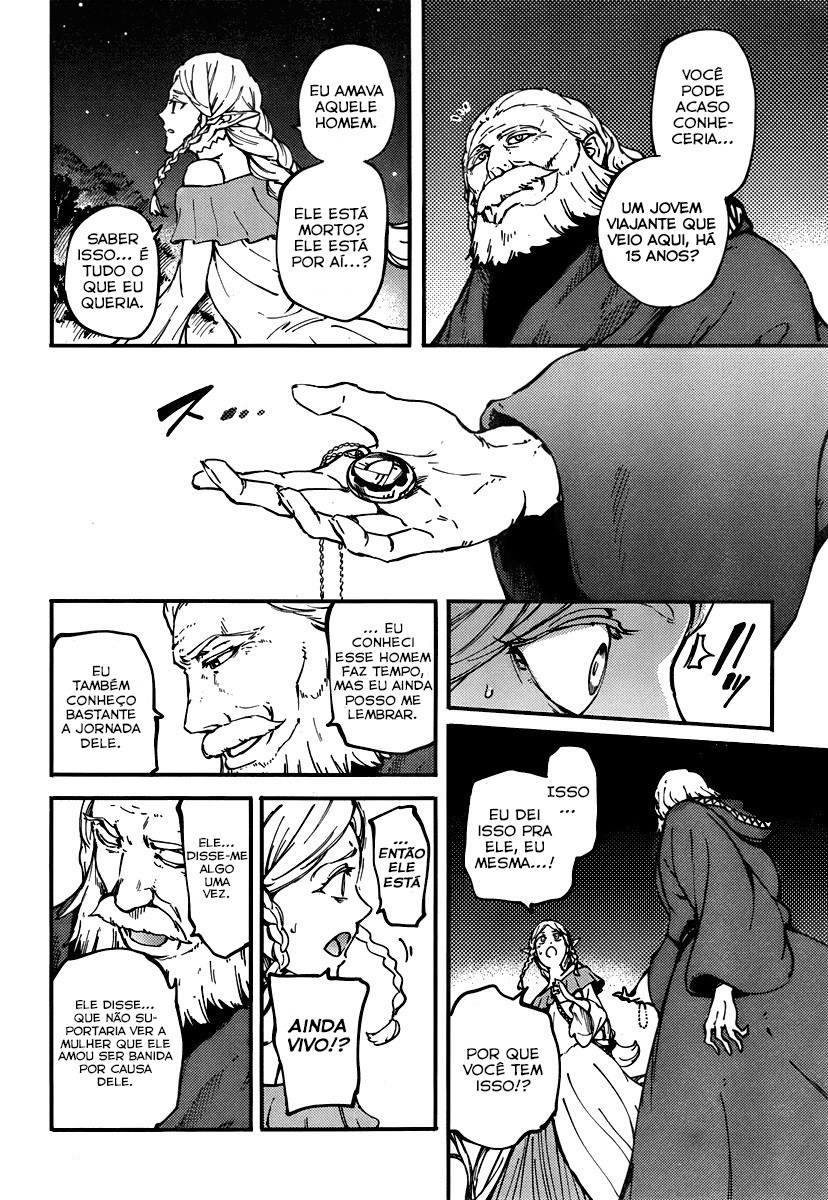 VOCÊ
PODE
ACASO
CONHE-
CERIA...
UM JOVEM
VIAJANTE QUE
VEIO AQUI, HÁ
15 ANOS?
EU AMAVA
AQUELE
HOMEM.
ELE ESTÁ
MORTO?
ELE ESTÁ
POR AÍ...?
SABER
ISSO... É
TUDO O
QUE EU
QUERIA.
ス...
ISSO
...
EU DEI
ISSO PRA
ELE, EU
MESMA...!
POR QUE
VOCÊ TEM
ISSO!?
... EU
CONHECI
ESSE HOMEM
FAZ TEMPO,
MAS EU AINDA
POSSO ME
LEMBRAR.
EU
TAMBÉM
CONHEÇO
BASTANTE
A JORNADA
DELE.
...
ENTÃO
ELE
ESTÁ
AINDA
VIVO!?
ELE...
DISSE-ME
ALGO
UMA
VEZ.
ELE DISSE...
QUE NÃO SU-
PORTARIA VER A
MULHER QUE ELE
AMOU SER BANIDA
POR CAUSA
DELE.